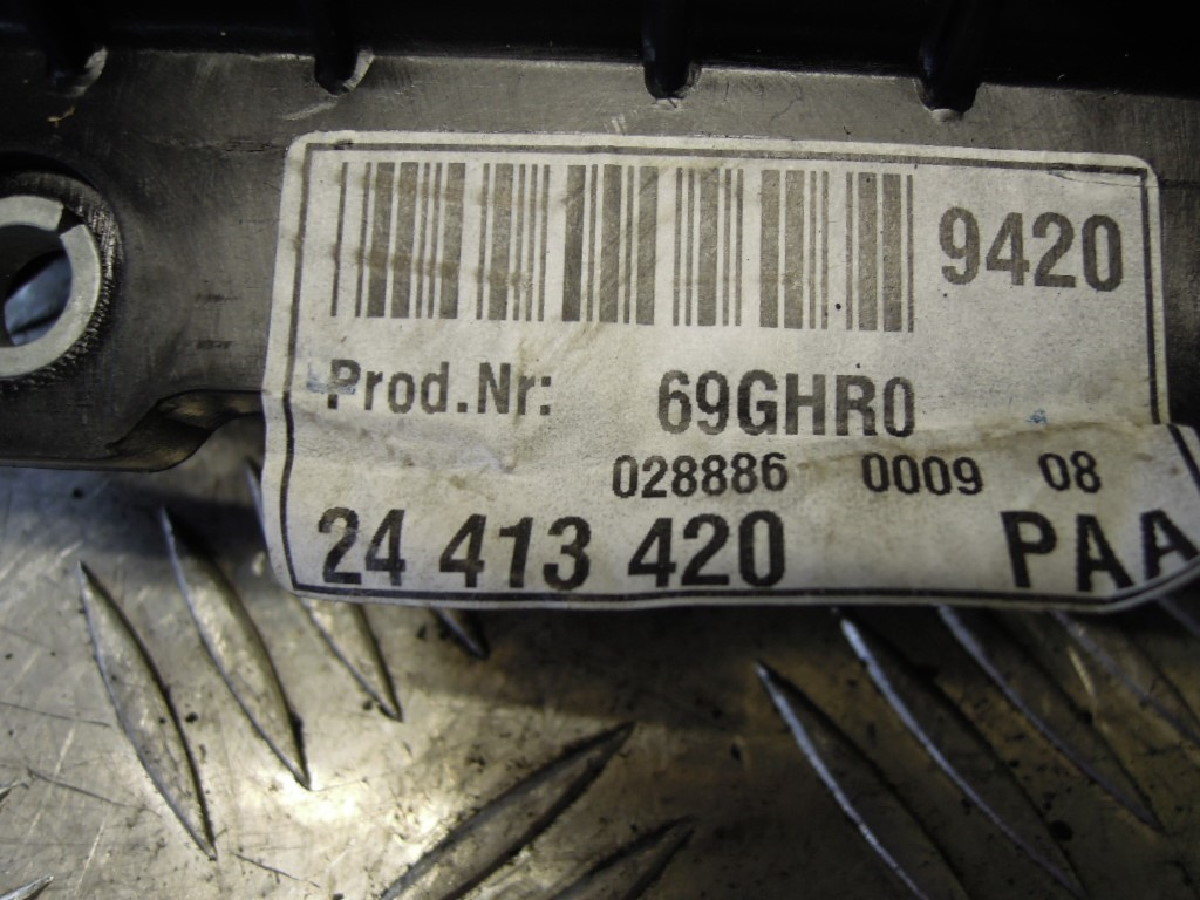 9420
Prod.Nr: 69GHR0
028886 0009 08
24 413 420 PAA